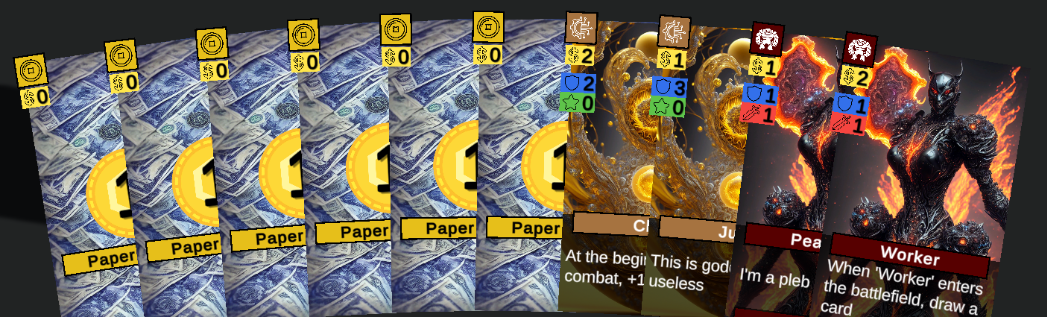 0
Paper
0
Paper
0
Paper
0
Paper
0
Paper
0
Paper
2
2
0
At the begi
combat, +1
1
3
0
Ju
This is god
useless
1
1
1
Pea
I'm a pleb
2
1
1
Worker
When 'Worker' enters
the battlefield, draw a
card